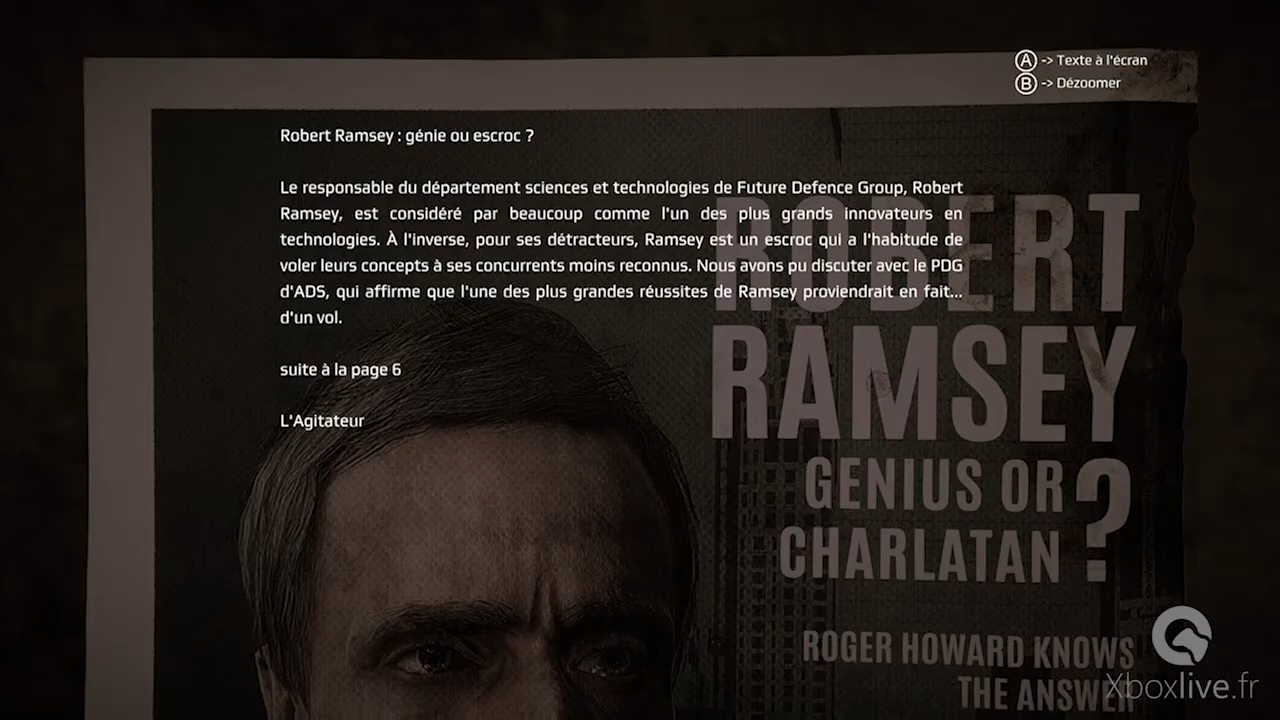 Ⓐ -> Texte à l'écran
Ⓑ -> Dézoomer
Robert Ramsey : génie ou escroc ?
Le responsable du département sciences et technologies de Future Defence Group, Robert
Ramsey, est considéré par beaucoup comme l'un des plus grands innovateurs en
technologies. À l'inverse, pour ses détracteurs, Ramsey est un escroc qui a l'habitude de
voler leurs concepts à ses concurrents moins reconnus. Nous avons pu discuter avec le PDG
d'ADS, qui affirme que l'une des plus grandes réussites de Ramsey proviendrait en fait...
d'un vol.
suite à la page 6
L'Agitateur
ROBERT
RAMSEY
GENIUS OR
CHARLATAN ?
ROGER HOWARD KNOWS
THE ANSWER
Xboxlive.fr